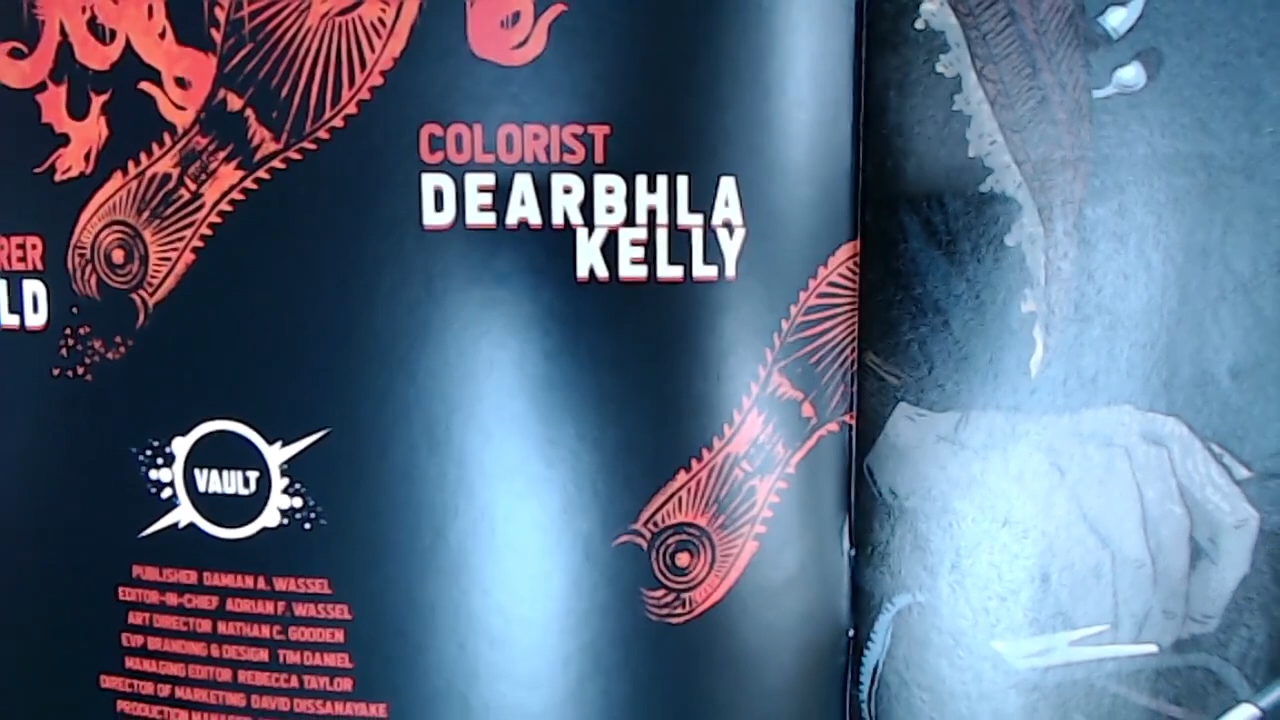 COLORIST
DEARBHLA
KELLY
RER
LD
VAULT
PUBLISHER DAMIAN A. WASSEL
EDITOR-IN-CHIEF ADRIAN F. WASSEL
ART DIRECTOR NATHAN C. GOODEN
EVP BRANDING & DESIGN TIM DANIEL
MANAGING EDITOR REBECCA TAYLOR
DIRECTOR OF MARKETING DAVID DISSANAYAKE
PRODUCTION